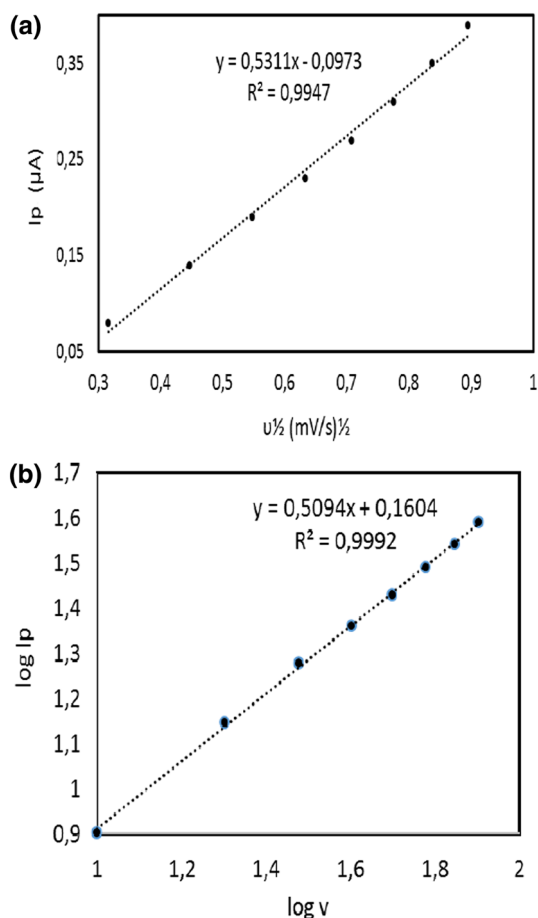 (a)
y = 0,5311x - 0,0973
R² = 0,9947
0,35
0,25
0,15
0,05
Ip (µA)
0,3 0,4 0,5 0,6 0,7 0,8 0,9 1
υ½ (mV/s)½
(b)
1,7
y = 0,5094x + 0,1604
R² = 0,9992
1,6
1,5
1,4
1,3
1,2
1,1
1
0,9
log Ip
1 1,2 1,4 1,6 1,8 2
log v